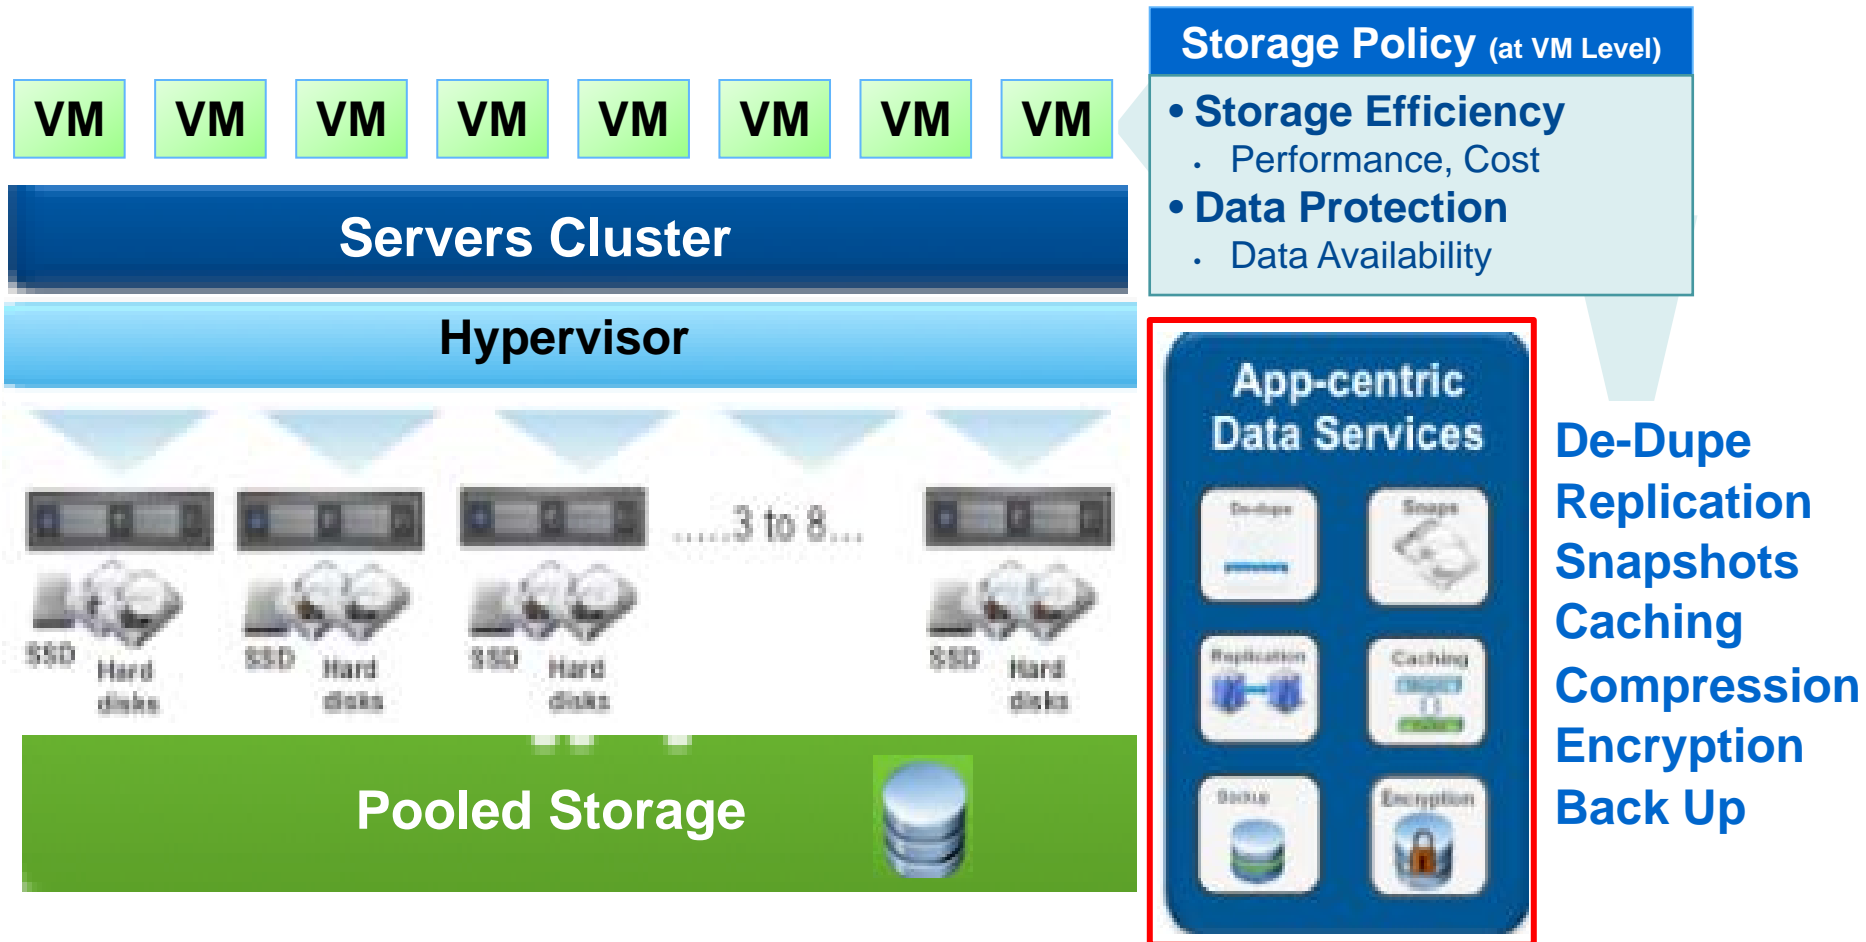 Storage Policy (at VM Level)
VM VM VM VM VM VM VM VM
• Storage Efficiency
• Performance, Cost
• Data Protection
• Data Availability
Servers Cluster
Hypervisor
.....3 to 8...
SSD Hard disks
SSD Hard disks
SSD Hard disks
SSD Hard disks
Pooled Storage
App-centric
Data Services
De-dupe
Snaps
Replication
Caching
Backup
Encryption
De-Dupe
Replication
Snapshots
Caching
Compression
Encryption
Back Up